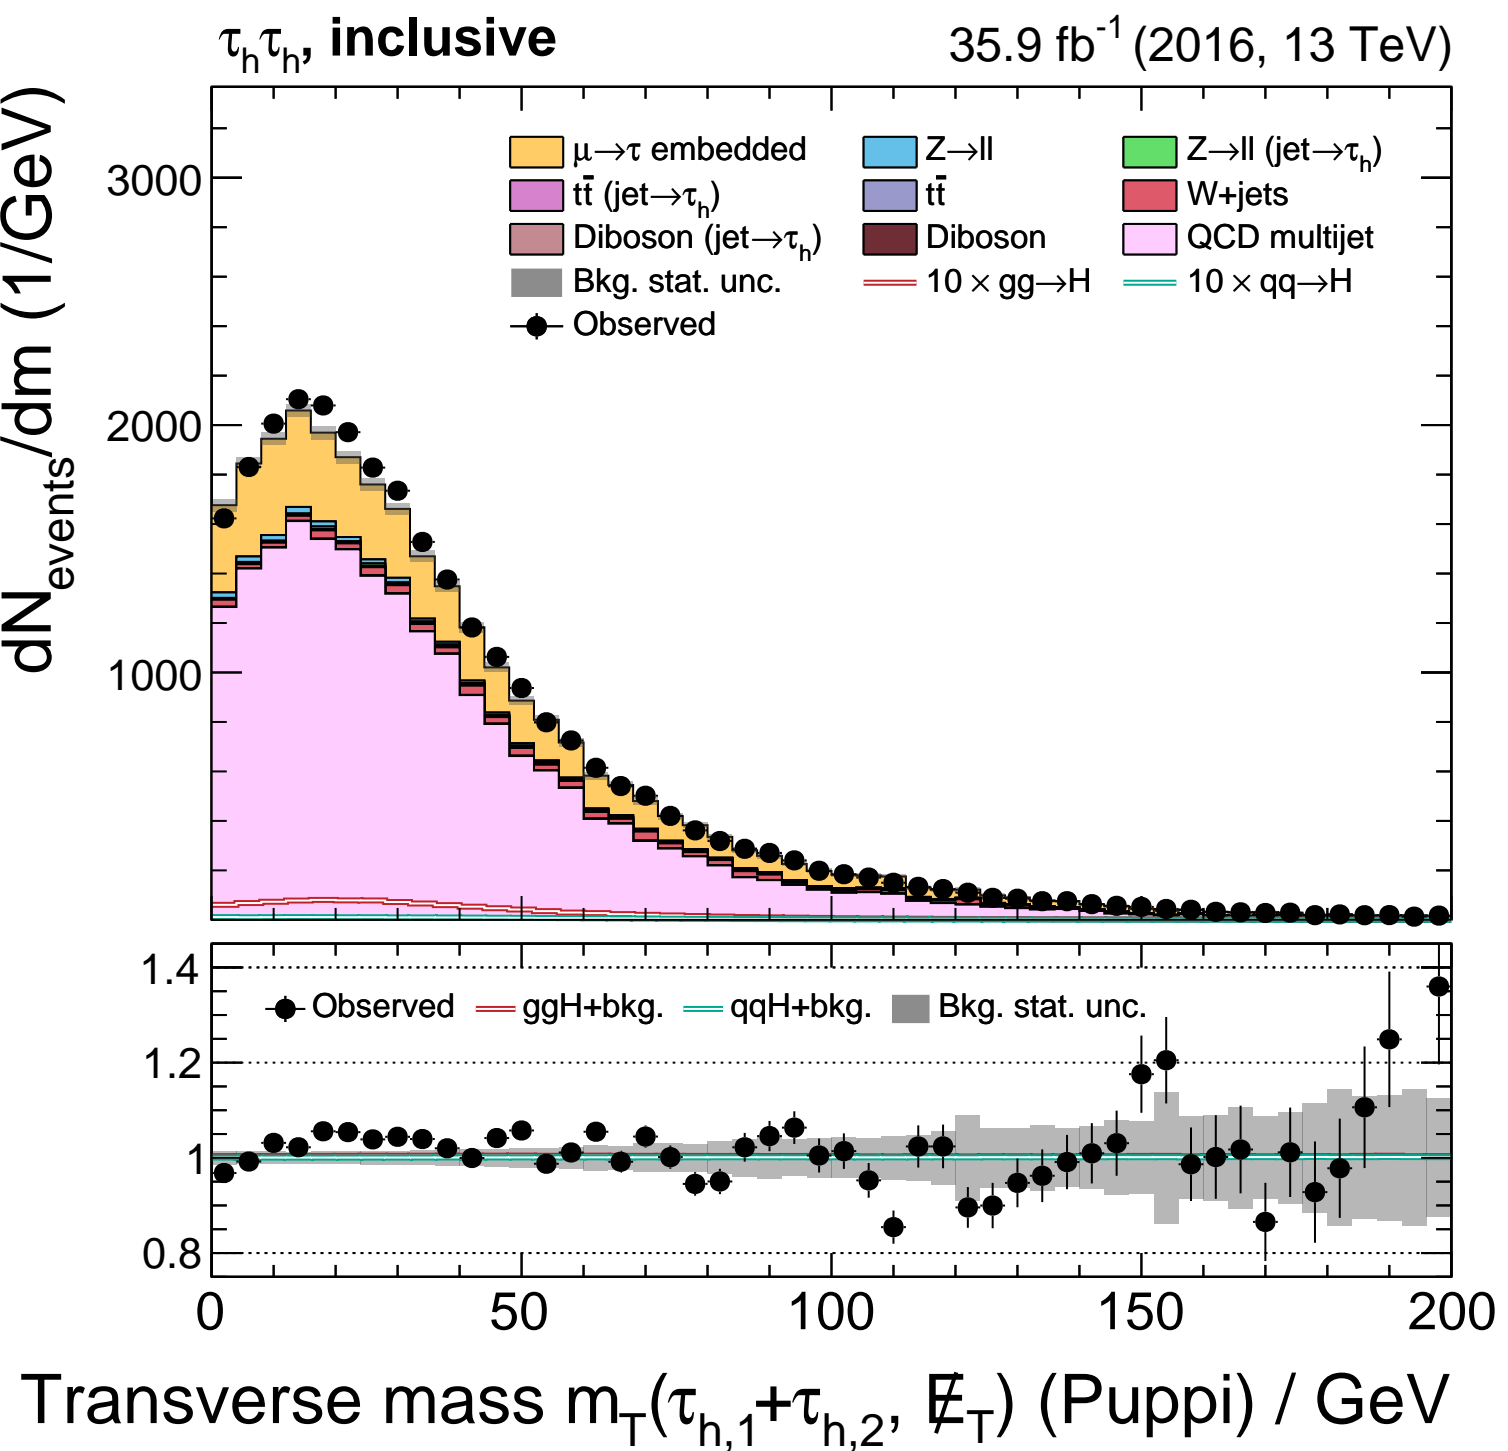 τhτh, inclusive 35.9 fb-1 (2016, 13 TeV)
dNevents/dm (1/GeV)
3000
2000
1000
μ→τ embedded Z→ll Z→ll (jet→τh)
tt̄ (jet→τh) tt̄ W+jets
Diboson (jet→τh) Diboson QCD multijet
Bkg. stat. unc. 10 × gg→H 10 × qq→H
Observed
1.4
1.2
1
0.8
Observed ggH+bkg. qqH+bkg. Bkg. stat. unc.
0 50 100 150 200
Transverse mass mT(τh,1+τh,2, E̸T) (Puppi) / GeV